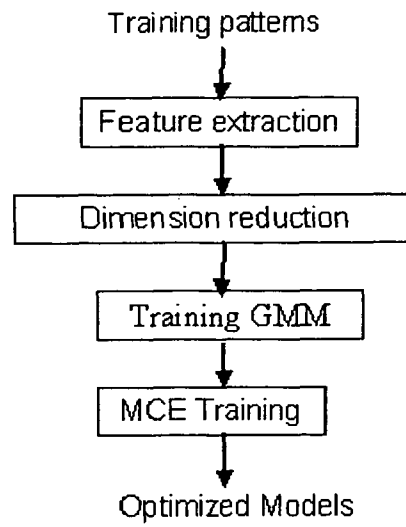 Training patterns
Feature extraction
Dimension reduction
Training GMM
MCE Training
Optimized Models